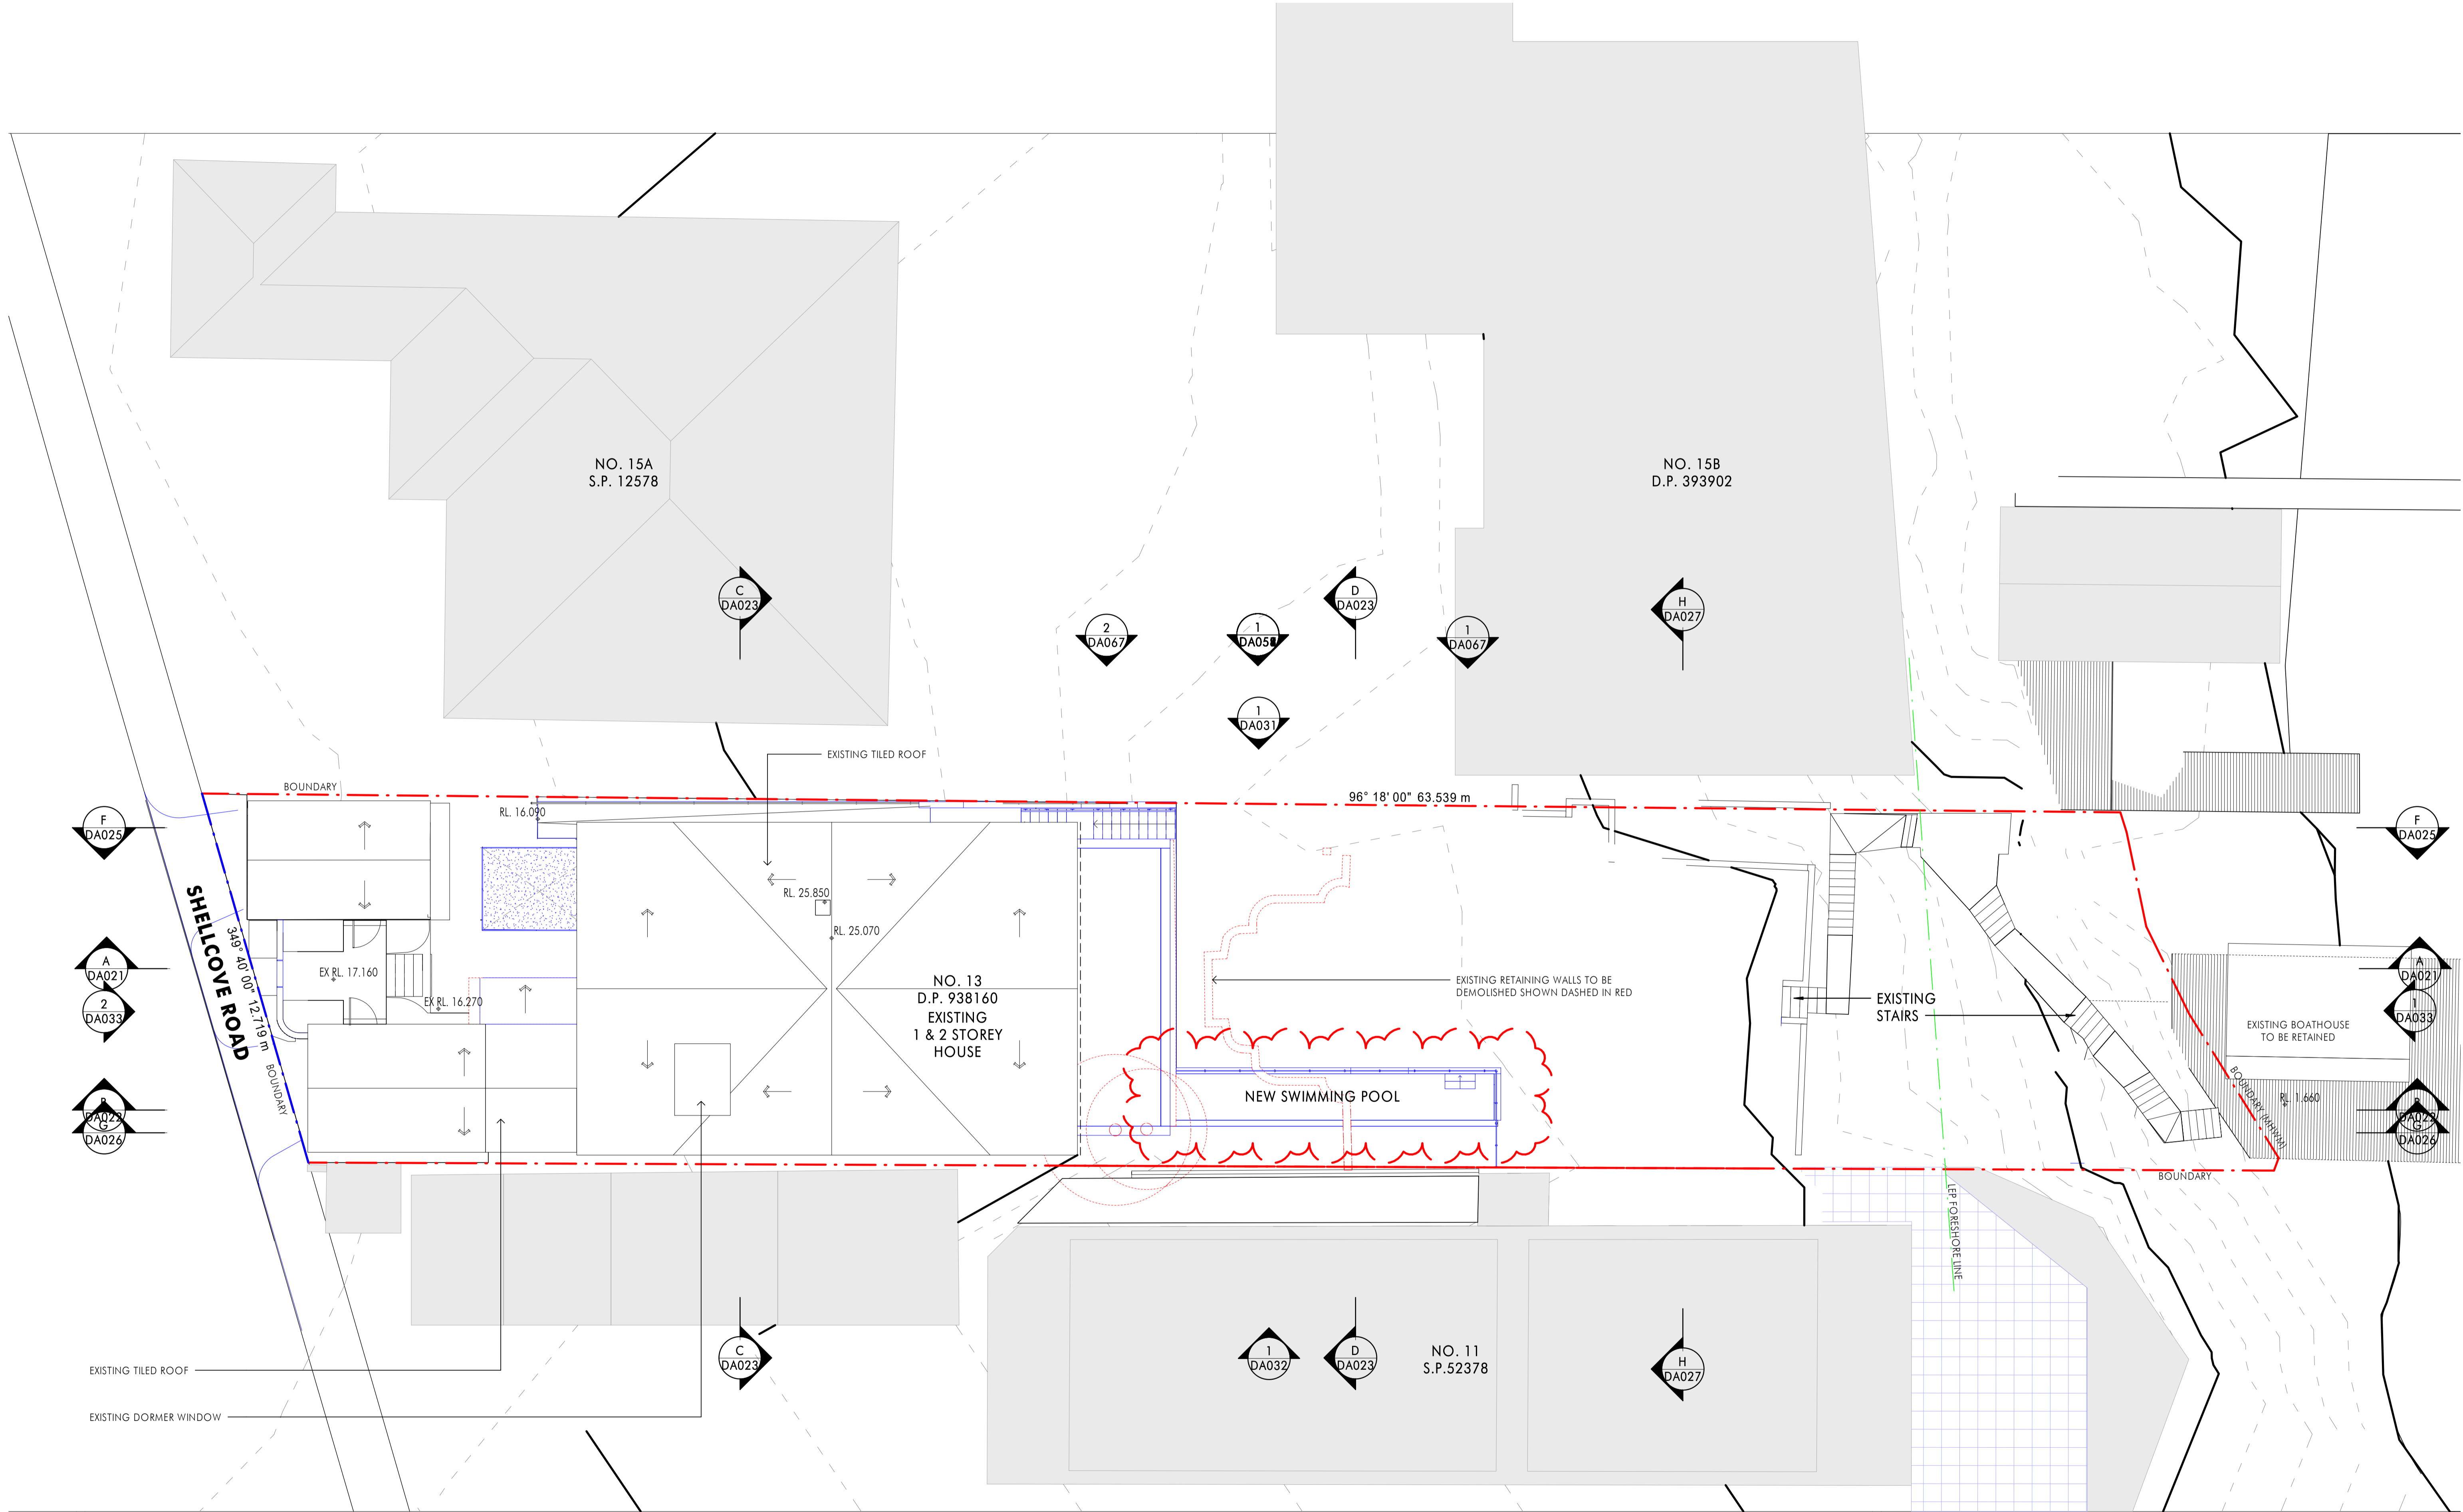 NO. 15A
S.P. 12578
NO. 15B
D.P. 393902
C
DA023
D
DA023
H
DA027
2
DA067
1
1
DA067
1
DA031
EXISTING TILED ROOF
BOUNDARY
96° 18' 00" 63.539 m
RL. 16.090
F
DA025
F
DA025
SHELLCOVE ROAD
349° 40' 00" 12.719 m
BOUNDARY
RL. 25.850
RL. 25.070
A
DA021
2
DA033
EX RL. 17.160
EX RL. 16.270
NO. 13
D.P. 938160
EXISTING
1 & 2 STOREY
HOUSE
EXISTING RETAINING WALLS TO BE
DEMOLISHED SHOWN DASHED IN RED
EXISTING
STAIRS
A
DA021
1
DA033
EXISTING BOATHOUSE
TO BE RETAINED
NEW SWIMMING POOL
B
DA022
G
DA026
BOUNDARY (MHWM)
RL. 1.660
B
DA022
G
DA026
BOUNDARY
LEP FORESHORE LINE
C
DA023
1
DA032
D
DA023
NO. 11
S.P.52378
H
DA027
EXISTING TILED ROOF
EXISTING DORMER WINDOW